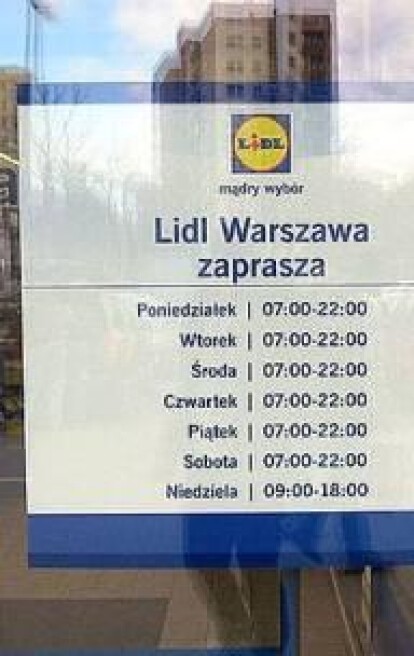 LIDL
mądry wybór
Lidl Warszawa
zaprasza
Poniedziałek | 07:00-22:00
Wtorek | 07:00-22:00
Środa | 07:00-22:00
Czwartek | 07:00-22:00
Piątek | 07:00-22:00
Sobota | 07:00-22:00
Niedziela | 09:00-18:00